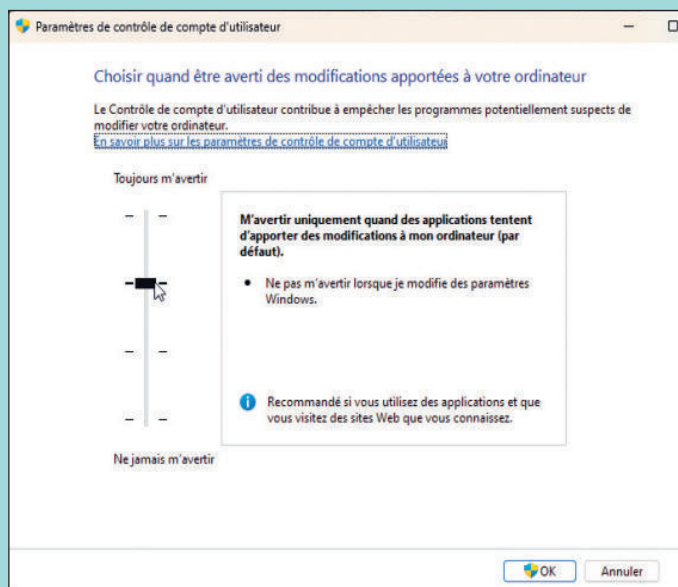 Paramètres de contrôle de compte d'utilisateur
Choisir quand être averti des modifications apportées à votre ordinateur
Le Contrôle de compte d'utilisateur contribue à empêcher les programmes potentiellement suspects de
modifier votre ordinateur.
En savoir plus sur les paramètres de contrôle de compte d'utilisateur
Toujours m'avertir
M'avertir uniquement quand des applications tentent
d'apporter des modifications à mon ordinateur (par
défaut).
• Ne pas m'avertir lorsque je modifie des paramètres
Windows.
Recommandé si vous utilisez des applications et que
vous visitez des sites Web que vous connaissez.
Ne jamais m'avertir
OK Annuler